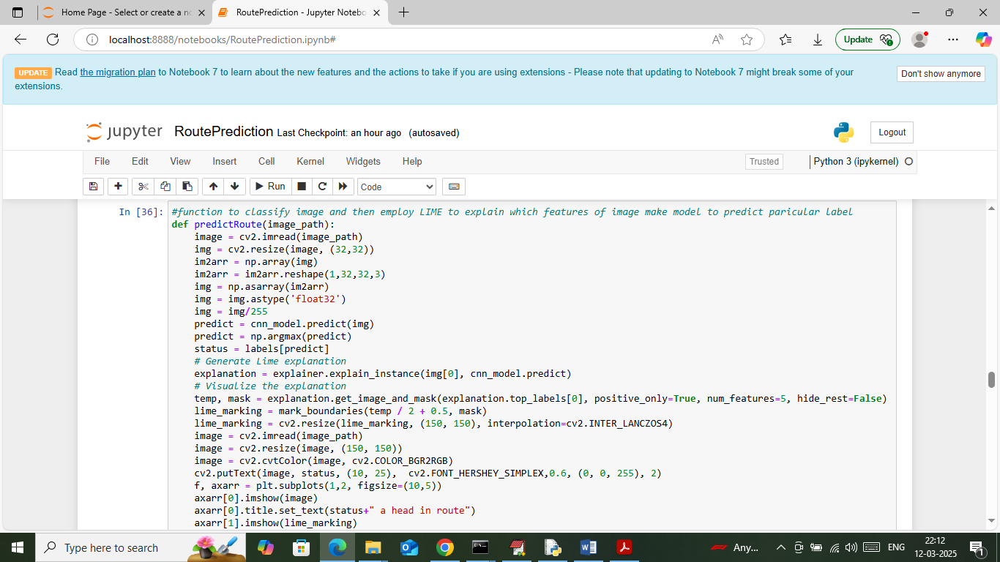 Home Page - Select or create a no
RoutePrediction - Jupyter Notebo
localhost:8888/notebooks/RoutePrediction.ipynb#
Update
UPDATE Read the migration plan to Notebook 7 to learn about the new features and the actions to take if you are using extensions - Please note that updating to Notebook 7 might break some of your
extensions.
Don't show anymore
jupyter RoutePrediction Last Checkpoint: an hour ago (autosaved)
Logout
File Edit View Insert Cell Kernel Widgets Help
Trusted
Python 3 (ipykernel)
Run
Code
In [36]:
#function to classify image and then employ LIME to explain which features of image make model to predict paricular label
def predictRoute(image_path):
    image = cv2.imread(image_path)
    img = cv2.resize(image, (32,32))
    im2arr = np.array(img)
    im2arr = im2arr.reshape(1,32,32,3)
    img = np.asarray(im2arr)
    img = img.astype('float32')
    img = img/255
    predict = cnn_model.predict(img)
    predict = np.argmax(predict)
    status = labels[predict]
    # Generate Lime explanation
    explanation = explainer.explain_instance(img[0], cnn_model.predict)
    # Visualize the explanation
    temp, mask = explanation.get_image_and_mask(explanation.top_labels[0], positive_only=True, num_features=5, hide_rest=False)
    lime_marking = mark_boundaries(temp / 2 + 0.5, mask)
    lime_marking = cv2.resize(lime_marking, (150, 150), interpolation=cv2.INTER_LANCZOS4)
    image = cv2.imread(image_path)
    image = cv2.resize(image, (150, 150))
    image = cv2.cvtColor(image, cv2.COLOR_BGR2RGB)
    cv2.putText(image, status, (10, 25),  cv2.FONT_HERSHEY_SIMPLEX,0.6, (0, 0, 255), 2)
    f, axarr = plt.subplots(1,2, figsize=(10,5))
    axarr[0].imshow(image)
    axarr[0].title.set_text(status+" a head in route")
    axarr[1].imshow(lime_marking)
Type here to search
Any...
ENG
22:12
12-03-2025
1